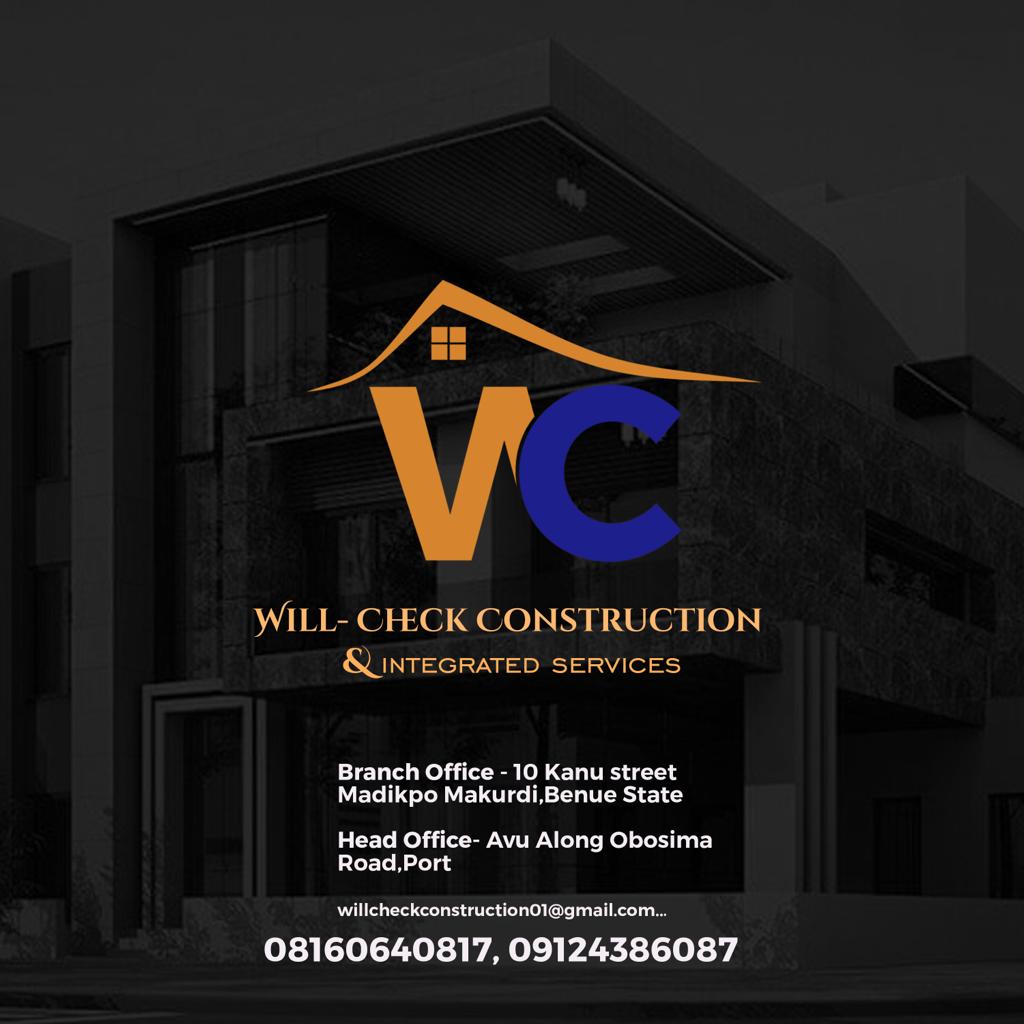 WC
WILL- CHECK CONSTRUCTION
& INTEGRATED SERVICES
Branch Office - 10 Kanu street
Madikpo Makurdi,Benue State
Head Office- Avu Along Obosima
Road,Port
willcheckconstruction01@gmail.com...
08160640817, 09124386087